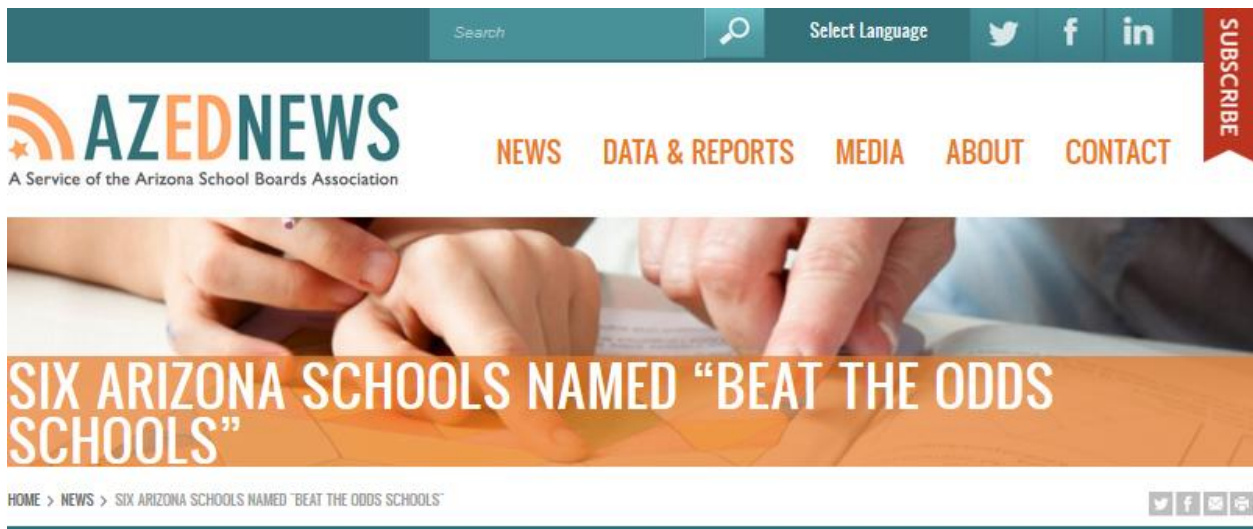 Search
Select Language
SUBSCRIBE
AZEDNEWS
A Service of the Arizona School Boards Association
NEWS DATA & REPORTS MEDIA ABOUT CONTACT
SIX ARIZONA SCHOOLS NAMED “BEAT THE ODDS
SCHOOLS”
HOME > NEWS > SIX ARIZONA SCHOOLS NAMED "BEAT THE ODDS SCHOOLS"